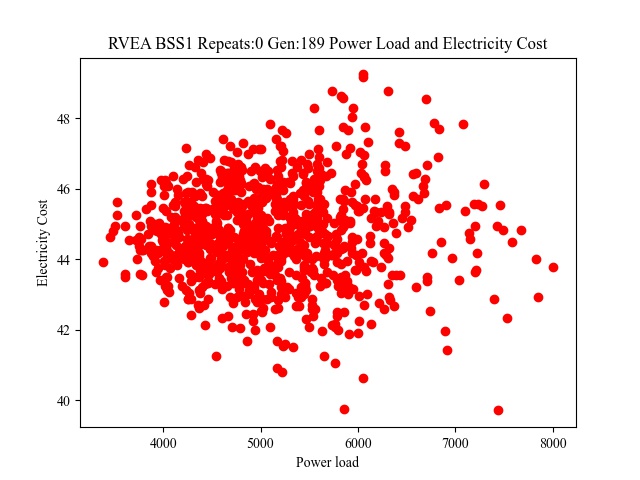 RVEA BSS1 Repeats:0 Gen:189 Power Load and Electricity Cost
Electricity Cost
48
46
44
42
40
4000 5000 6000 7000 8000
Power load